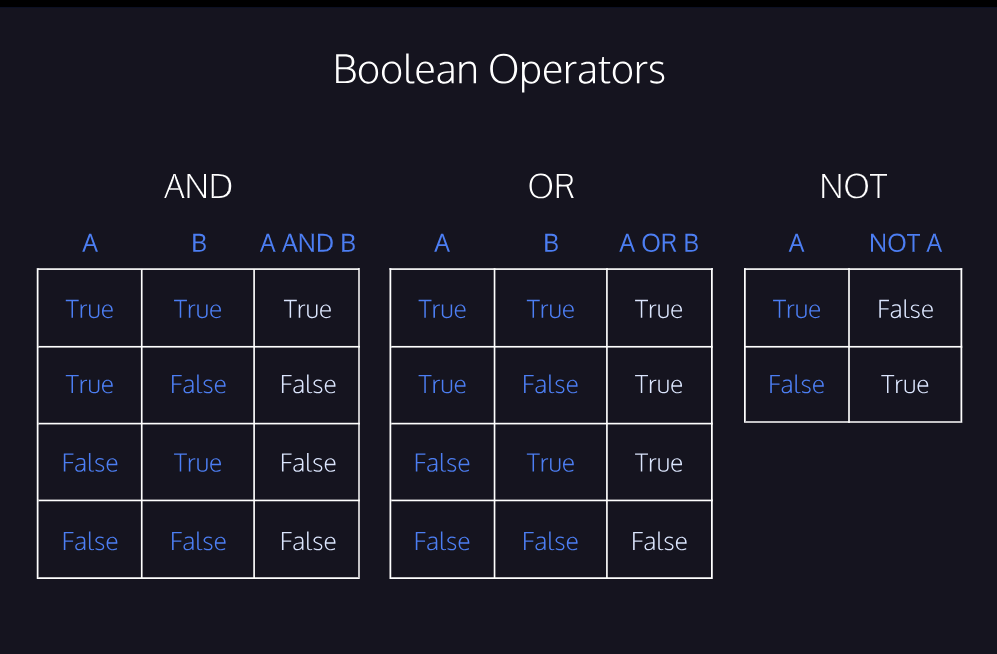 Boolean Operators
AND OR NOT
A B A AND B A B A OR B A NOT A
True True True True True True True False
True False False True False True False True
False True False False True True
False False False False False False